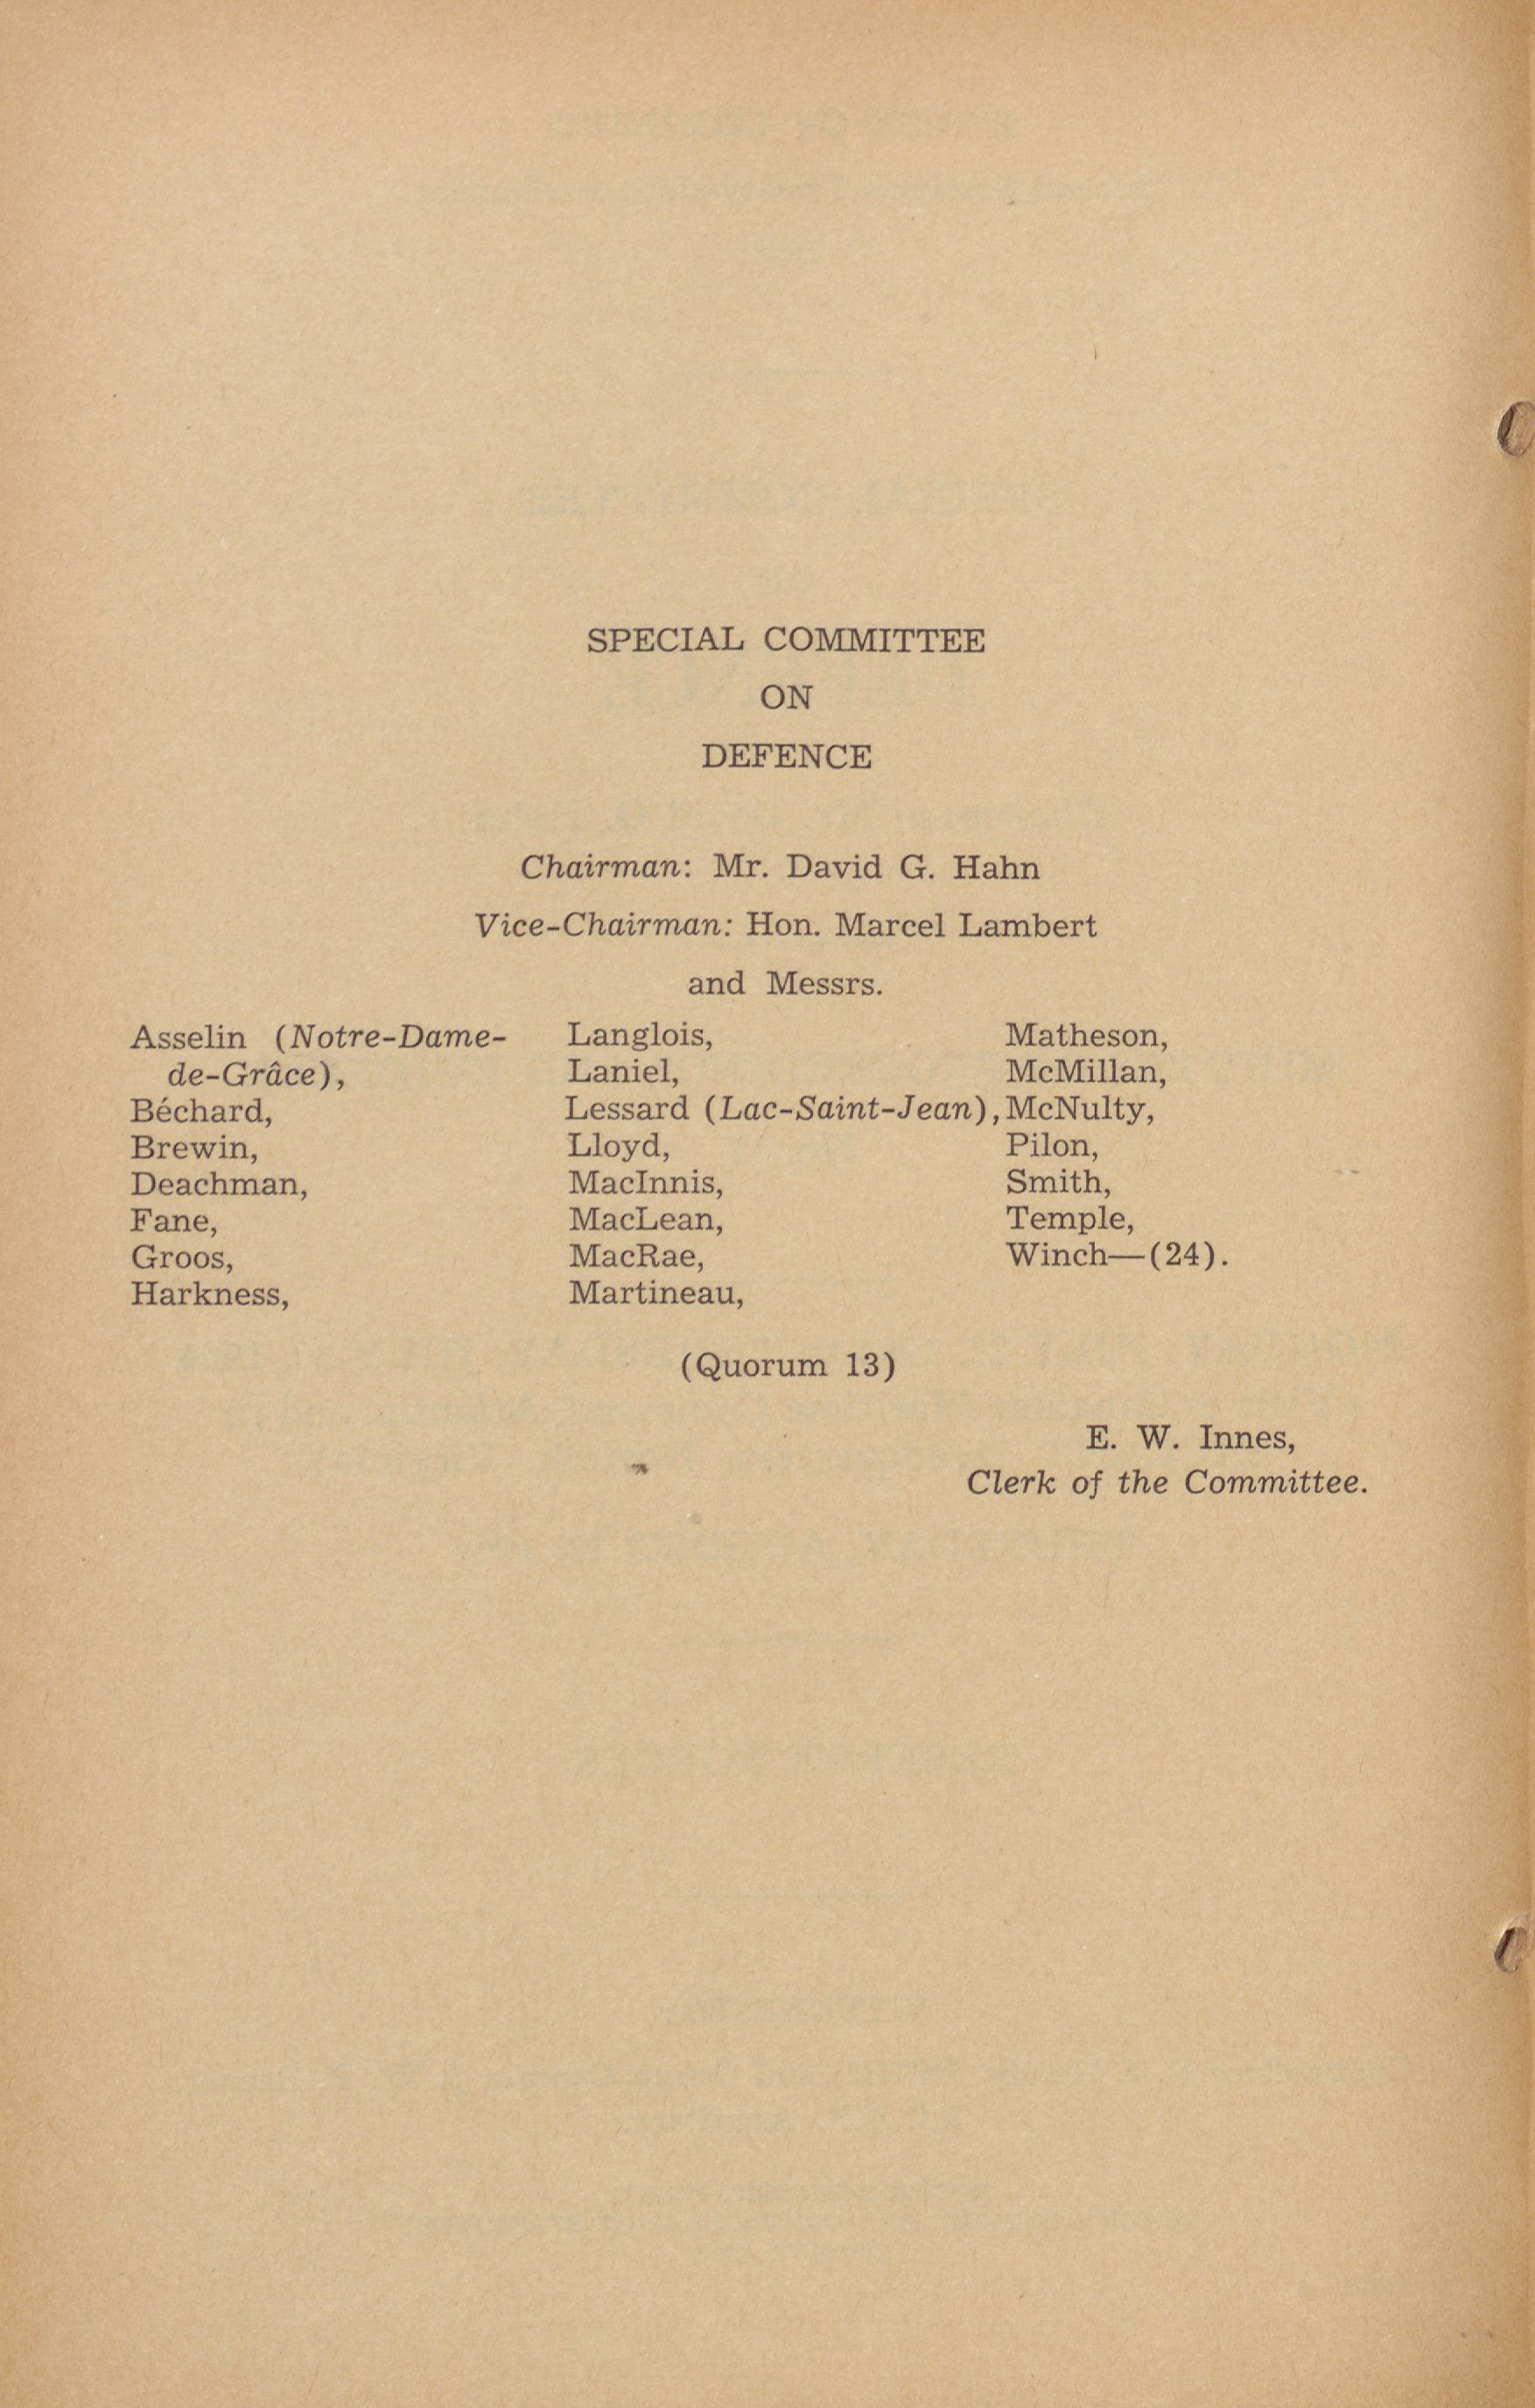 SPECIAL COMMITTEE
ON
DEFENCE
Chairman: Mr. David G. Hahn
Vice-Chairman: Hon. Marcel Lambert
and Messrs.
Asselin (Notre-Dame-
de-Grâce),
Béchard,
Brewin,
Deachman,
Fane,
Groos,
Harkness,
Langlois,
Laniel,
Lessard (Lac-Saint-Jean),
Lloyd,
MacInnis,
MacLean,
MacRae,
Martineau,
Matheson,
McMillan,
McNulty,
Pilon,
Smith,
Temple,
Winch—(24).
(Quorum 13)
E. W. Innes,
Clerk of the Committee.